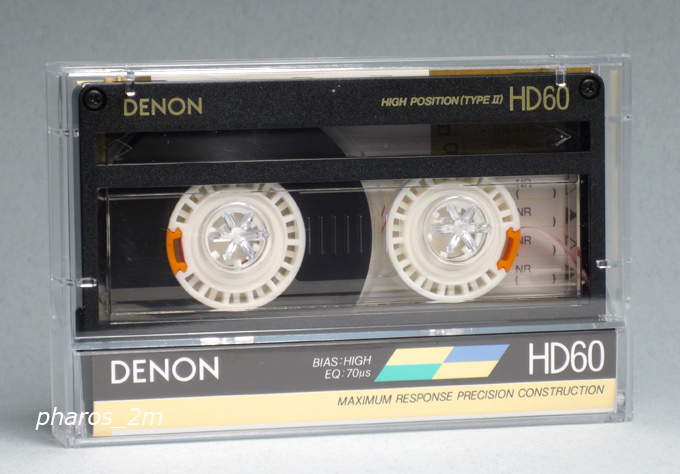 DENON
HIGH POSITION (TYPE II) HD60
NR
NR
NR
DENON
BIAS:HIGH
EQ:70µs
HD60
MAXIMUM RESPONSE PRECISION CONSTRUCTION
pharos_2m